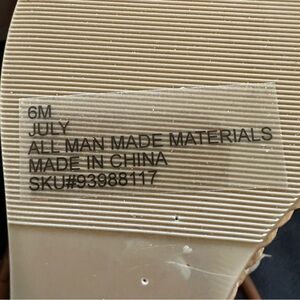 6M
JULY
ALL MAN MADE MATERIALS
MADE IN CHINA
SKU#93988117